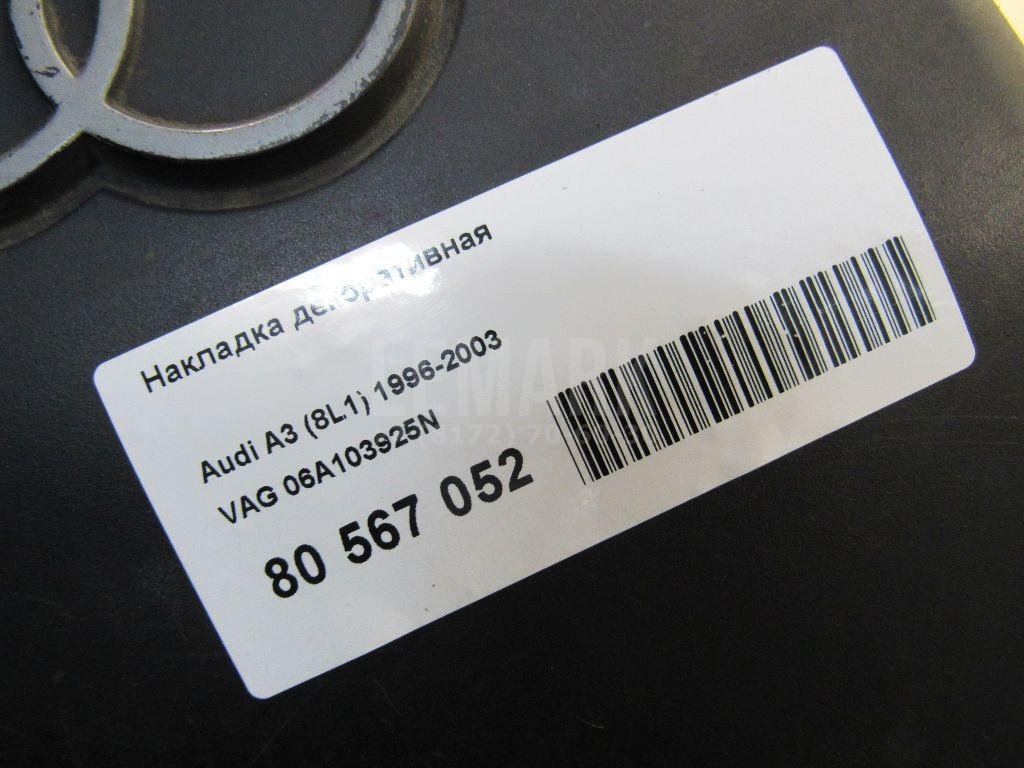 Накладка декоративная
Audi A3 (8L1) 1996-2003
VAG 06A103925N
80 567 052